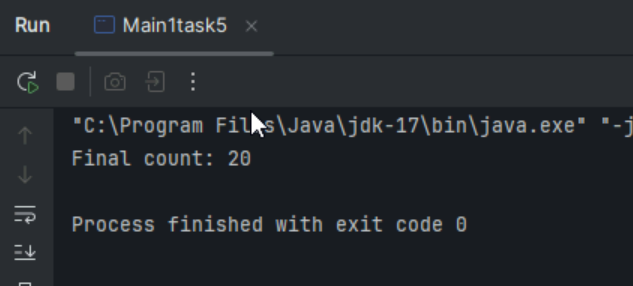 Run Main1task5
"C:\Program Files\Java\jdk-17\bin\java.exe" "-j
Final count: 20
Process finished with exit code 0